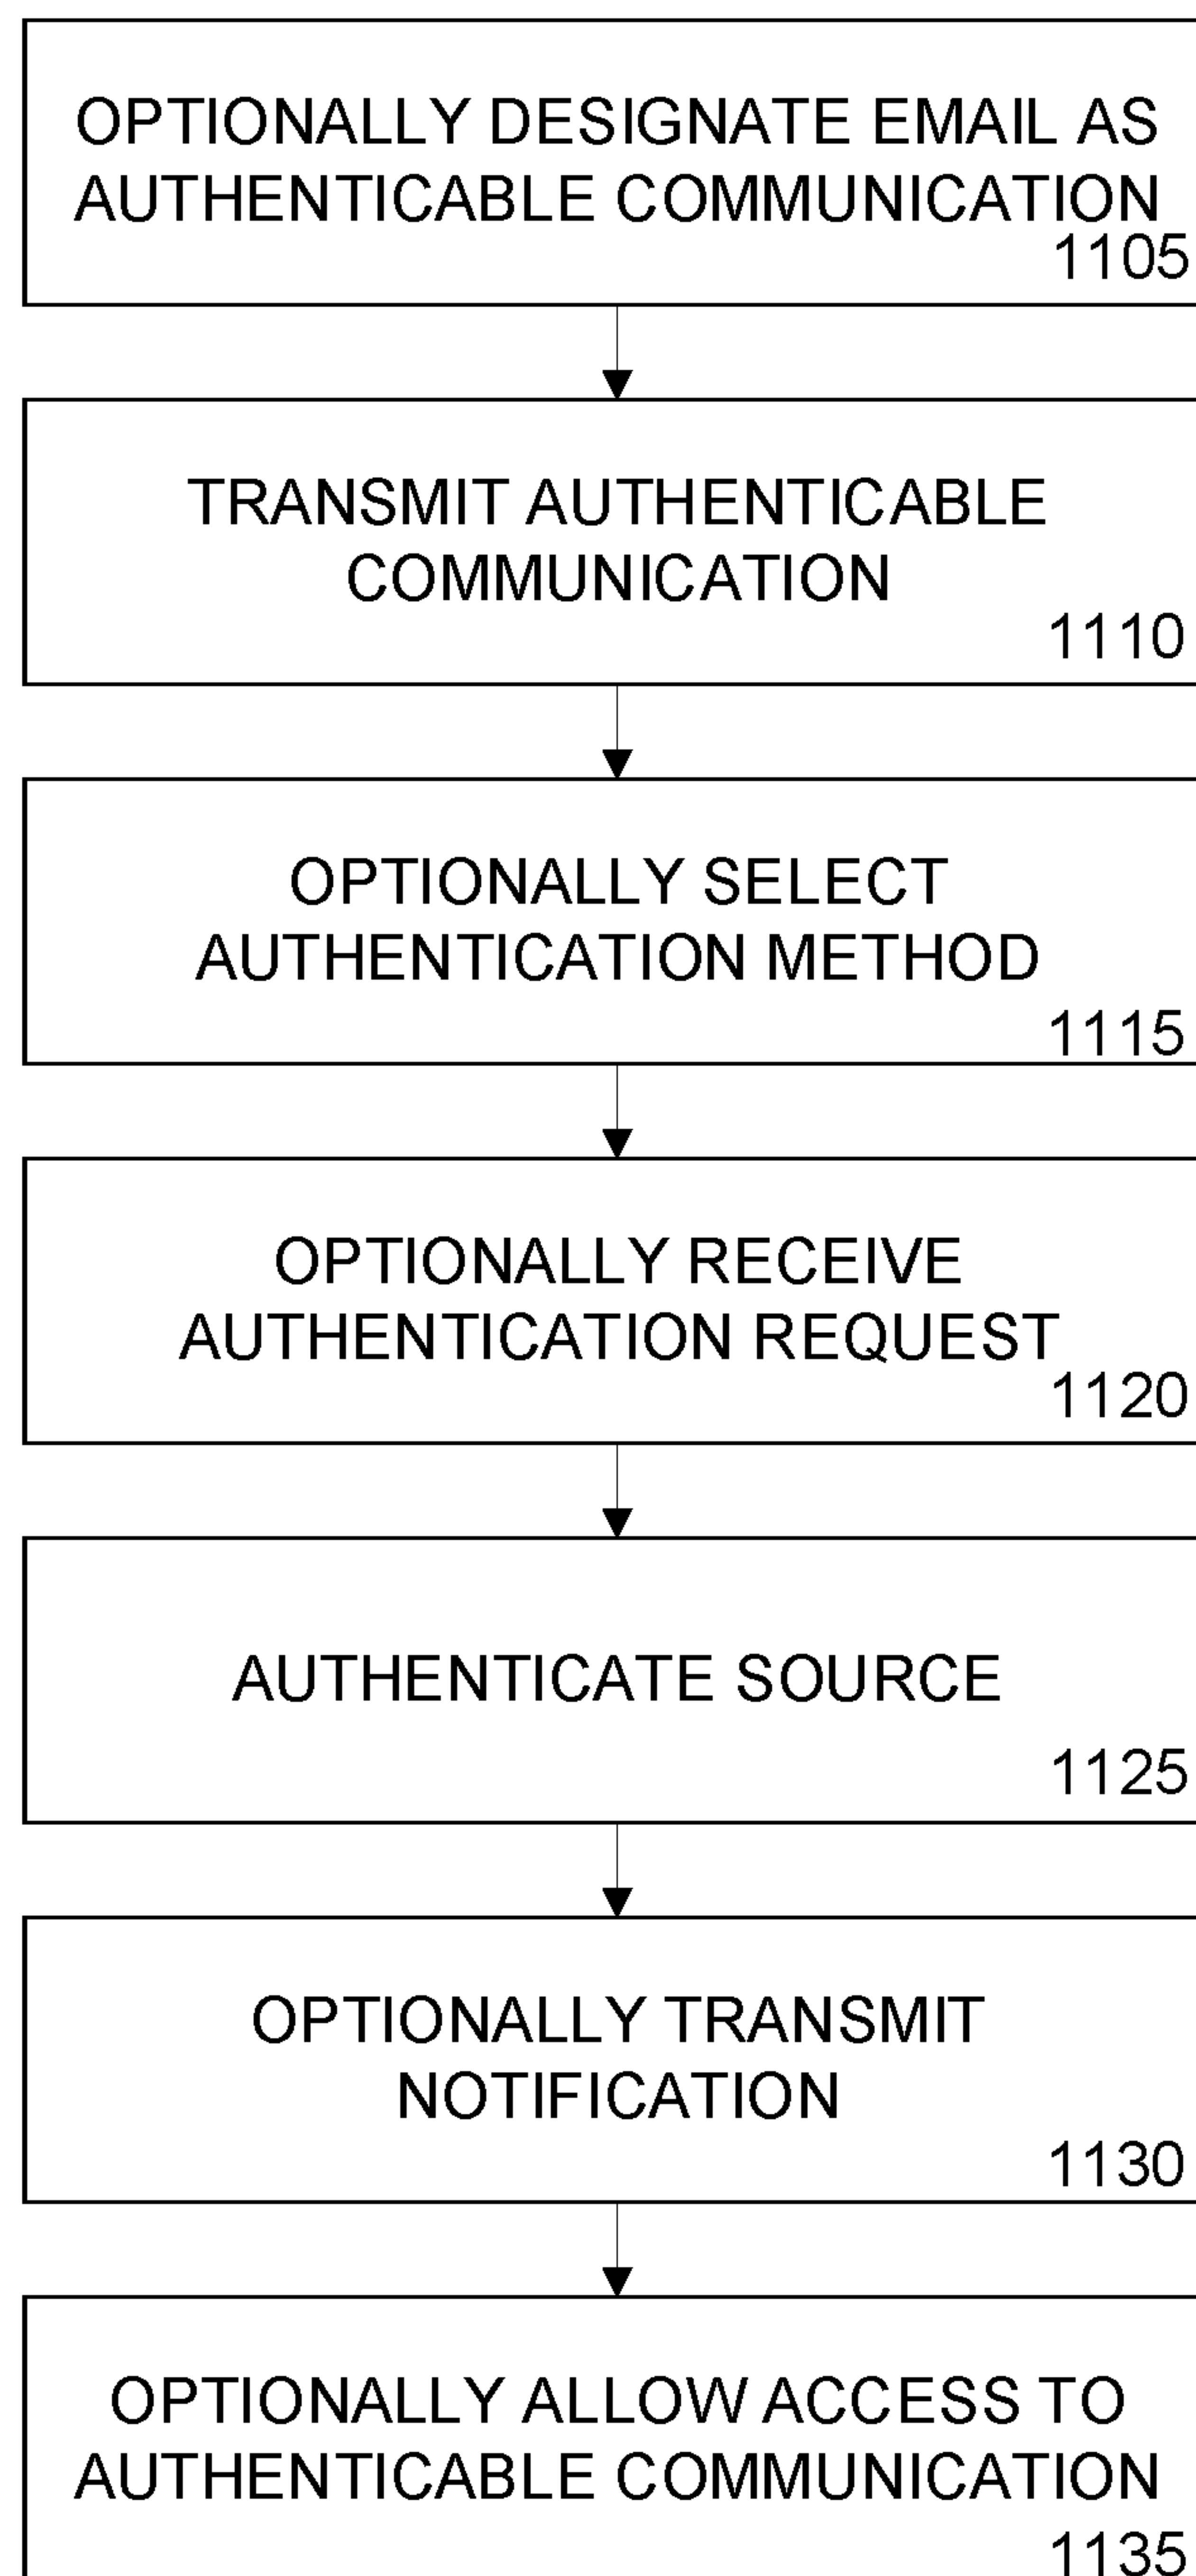 OPTIONALLY DESIGNATE EMAIL AS
AUTHENTICABLE COMMUNICATION
1105
TRANSMIT AUTHENTICABLE
COMMUNICATION
1110
OPTIONALLY SELECT
AUTHENTICATION METHOD
1115
OPTIONALLY RECEIVE
AUTHENTICATION REQUEST
1120
AUTHENTICATE SOURCE
1125
OPTIONALLY TRANSMIT
NOTIFICATION
1130
OPTIONALLY ALLOW ACCESS TO
AUTHENTICABLE COMMUNICATION
1135